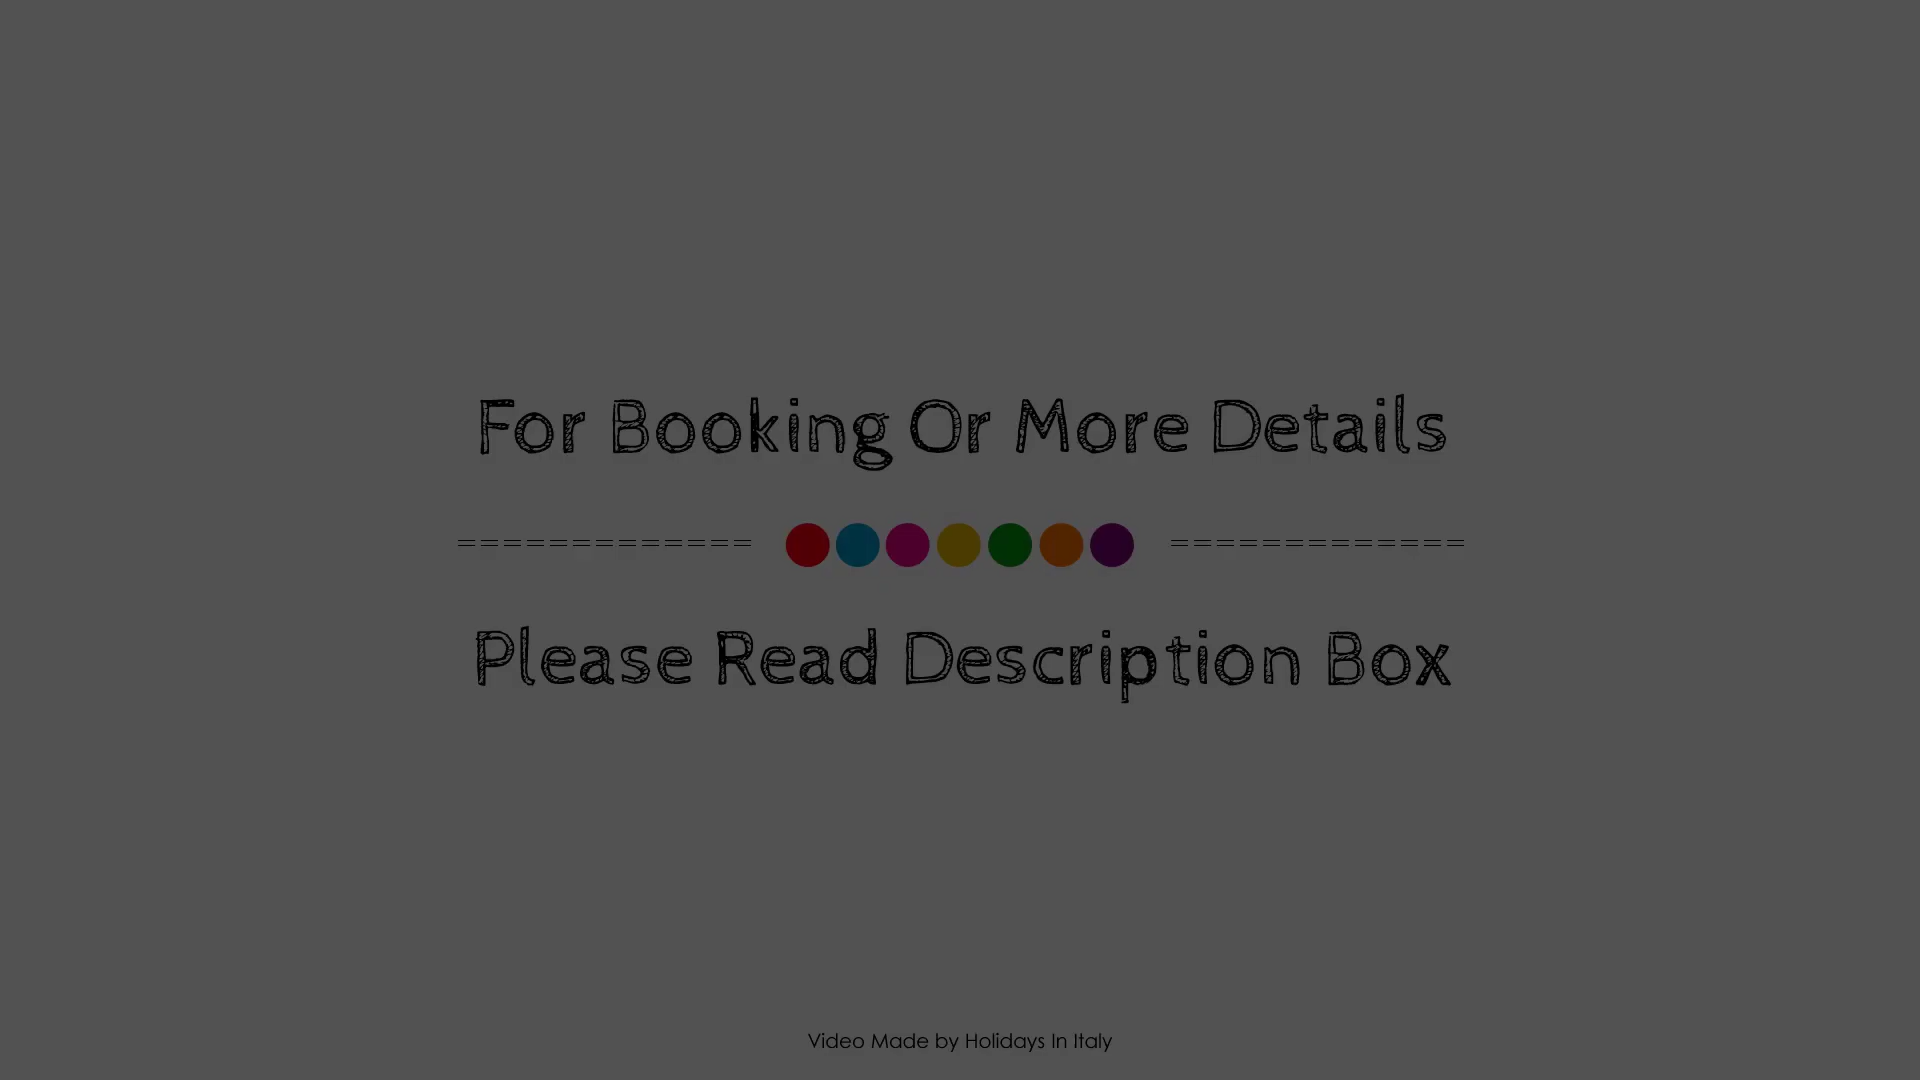 For Booking Or More Details
============= =============
Please Read Description Box
Video Made by Holidays In Italy